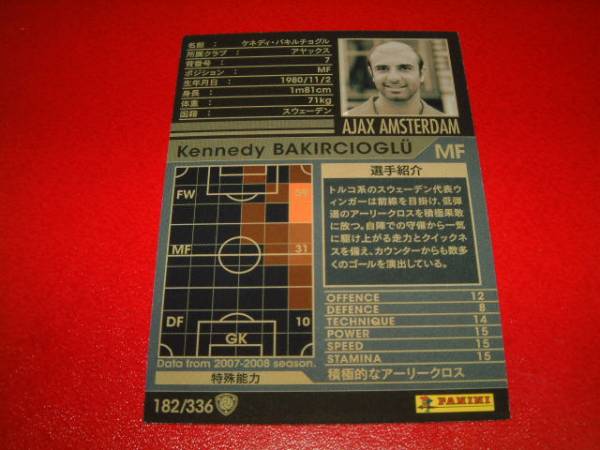 名前 : ケネディ・バキルチョグル
所属クラブ : アヤックス
背番号 : 7
ポジション : MF
生年月日 : 1980/11/2
身長 : 1m81cm
体重 : 71kg
国籍 : スウェーデン
AJAX AMSTERDAM
Kennedy BAKIRCIOGLÜ MF
選手紹介
トルコ系のスウェーデン代表ウ
ィンガーは前線を目掛け、低弾
道のアーリークロスを積極果敢
に放つ。自陣での守備から一気
に駆け上がる走力とクイックネ
スを備え、カウンターからも数多
くのゴールを演出している。
FW 59
MF 31
DF 10
GK
Data from 2007-2008 season.
OFFENCE 12
DEFENCE 8
TECHNIQUE 14
POWER 15
SPEED 15
STAMINA 15
特殊能力 積極的なアーリークロス
182/336
PANINI